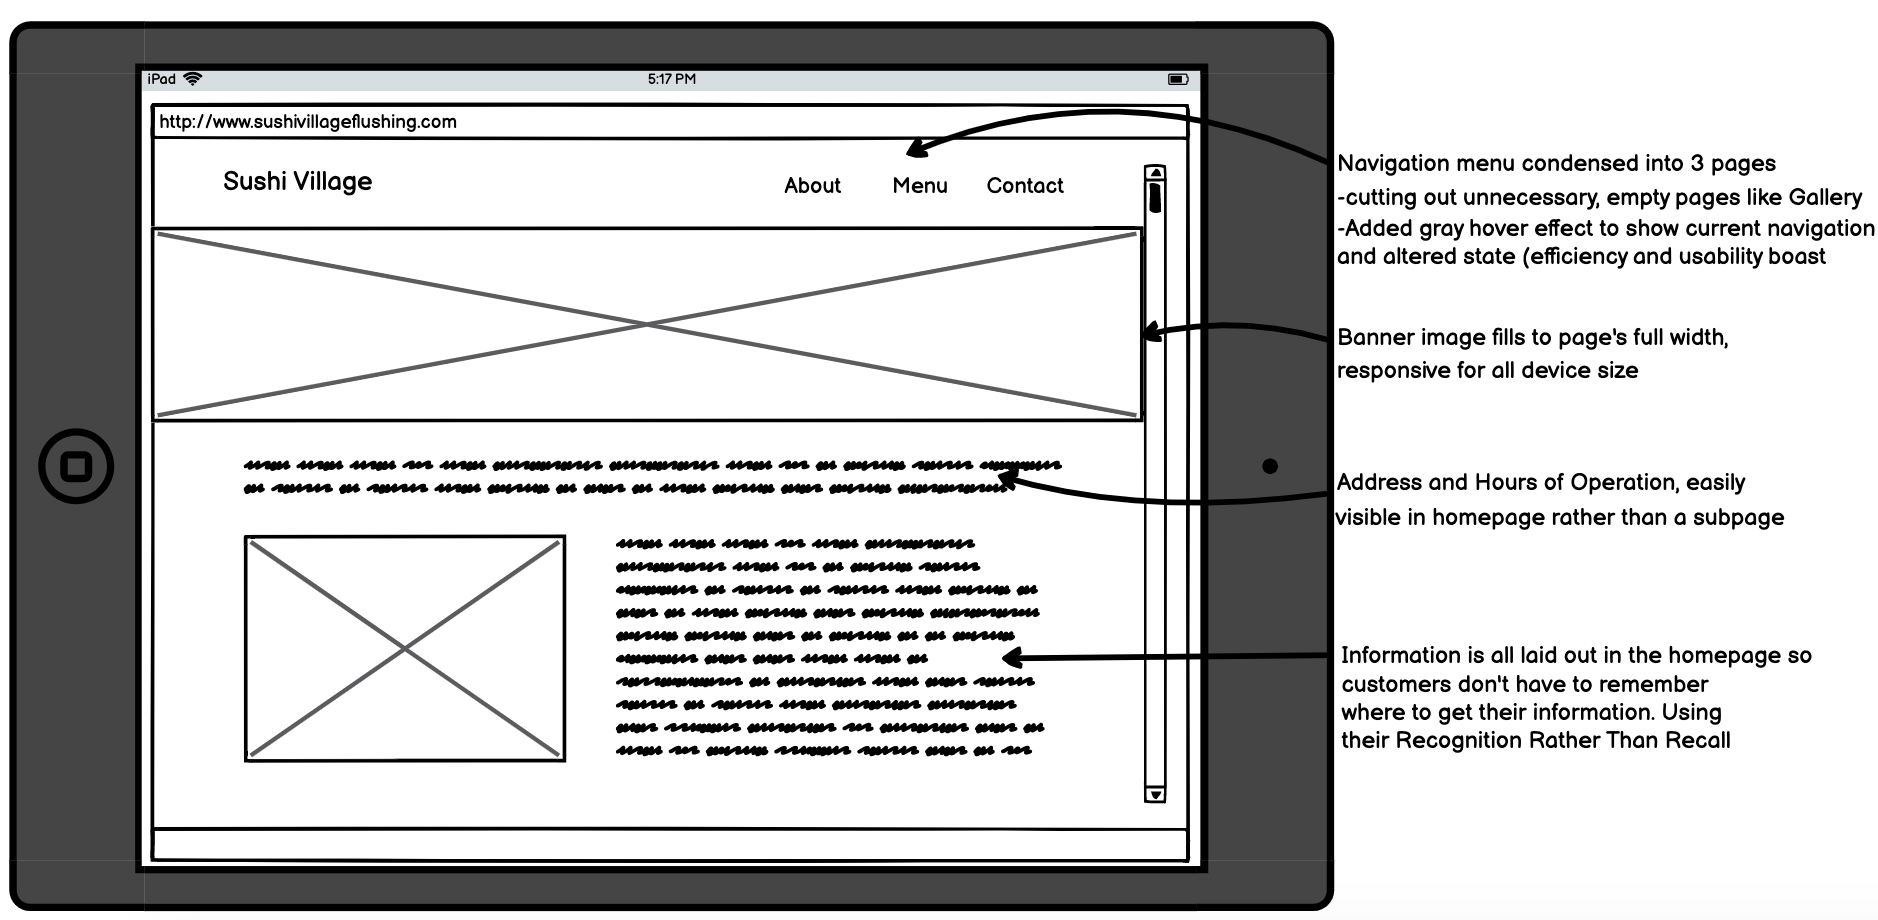 iPad
5:17 PM
http://www.sushivillageflushing.com
Sushi Village
About
Menu
Contact
Navigation menu condensed into 3 pages
-cutting out unnecessary, empty pages like Gallery
-Added gray hover effect to show current navigation
and altered state (efficiency and usability boast
Banner image fills to page's full width,
responsive for all device size
Address and Hours of Operation, easily
visible in homepage rather than a subpage
Information is all laid out in the homepage so
customers don't have to remember
where to get their information. Using
their Recognition Rather Than Recall